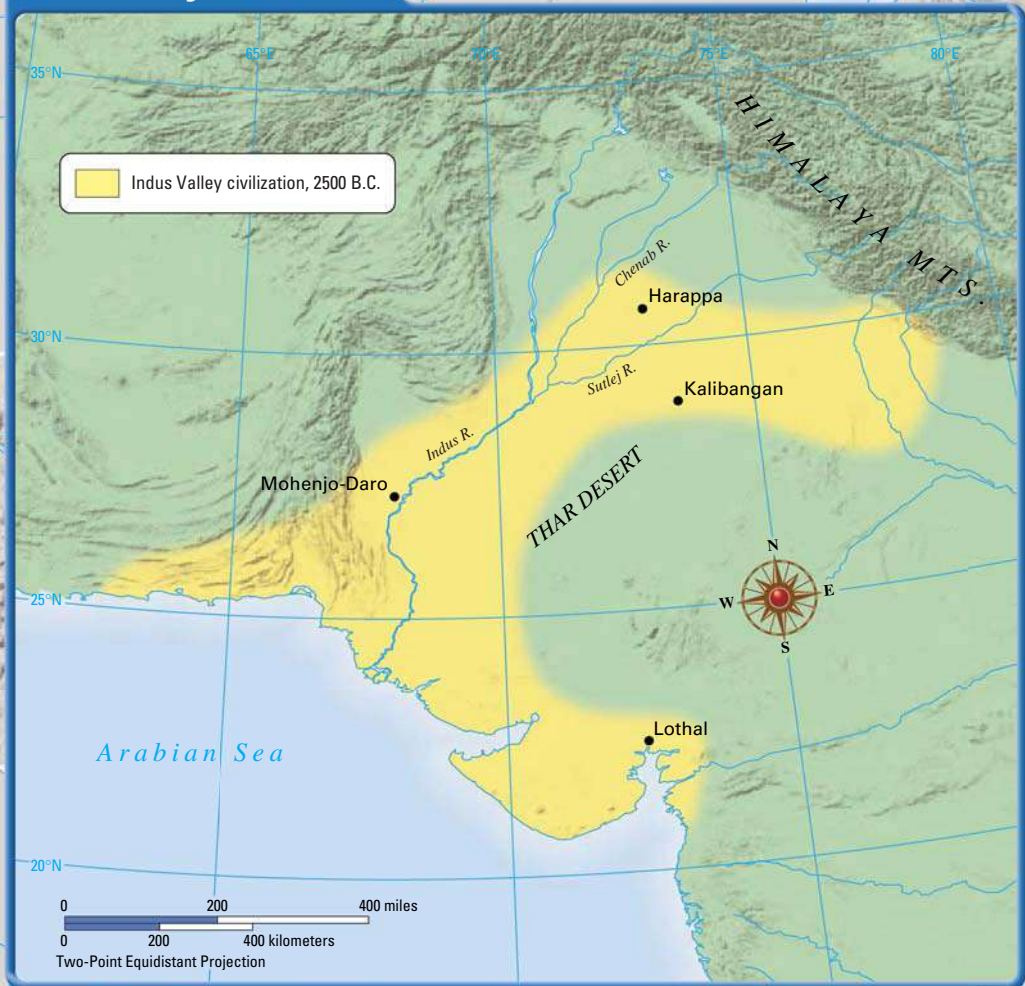 65°E
70°E
75°E
80°E
35°N
HIMALAYA MTS.
Indus Valley civilization, 2500 B.C.
Chenab R.
Harappa
30°N
Sutlej R.
Kalibangan
Indus R.
Mohenjo-Daro
THAR DESERT
N
W
E
S
25°N
Lothal
Arabian Sea
20°N
0 200 400 miles
0 200 400 kilometers
Two-Point Equidistant Projection